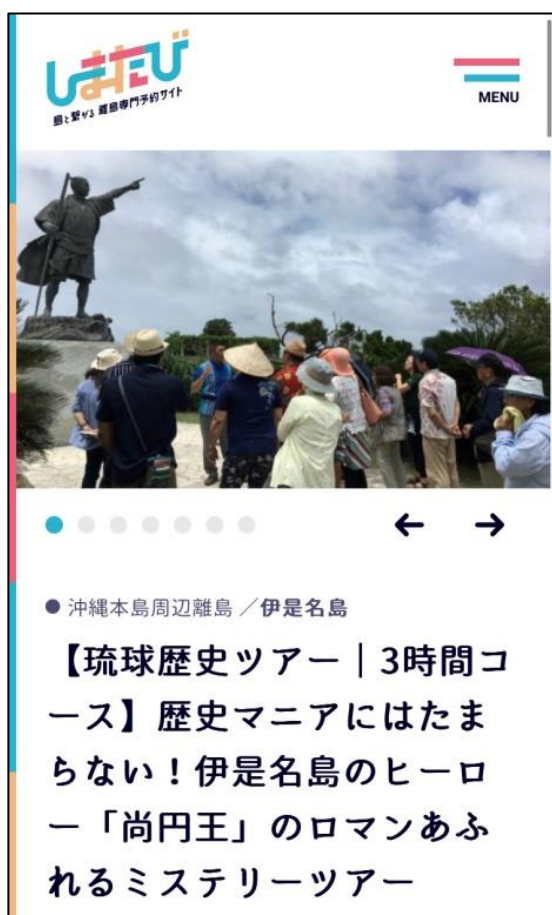 しまたび
島と繋がる 離島専門予約サイト
MENU
● 沖縄本島周辺離島 ／伊是名島
【琉球歴史ツアー｜3時間コ
ース】歴史マニアにはたま
らない！伊是名島のヒーロ
ー「尚円王」のロマンあふ
れるミステリーツアー